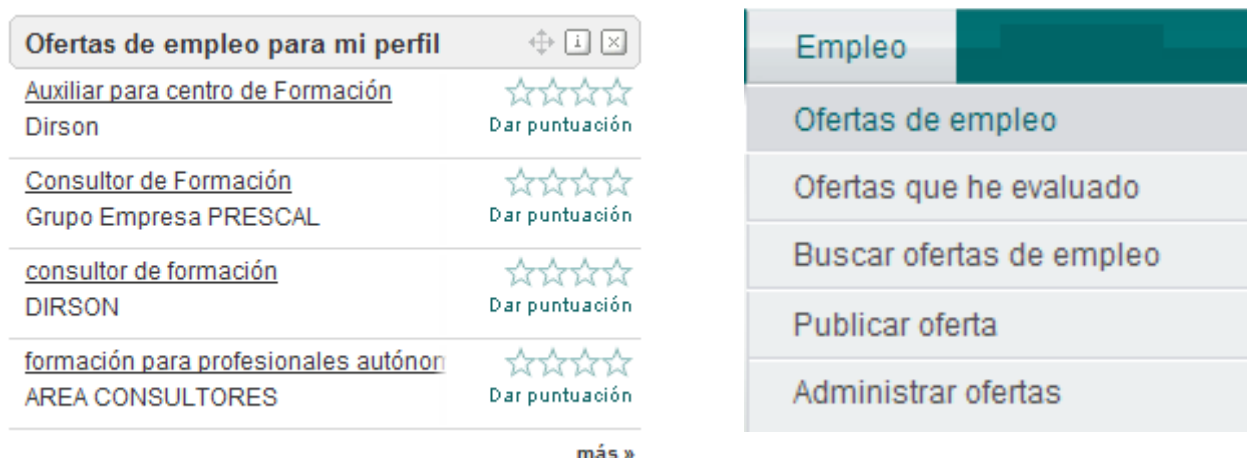 Ofertas de empleo para mi perfil
Auxiliar para centro de Formación
Dirson
Dar puntuación
Consultor de Formación
Grupo Empresa PRESCAL
Dar puntuación
consultor de formación
DIRSON
Dar puntuación
formación para profesionales
AREA CONSULTORES
Dar puntuación
más »
Empleo
Ofertas de empleo
Ofertas que he evaluado
Buscar ofertas de empleo
Publicar oferta
Administrar ofertas